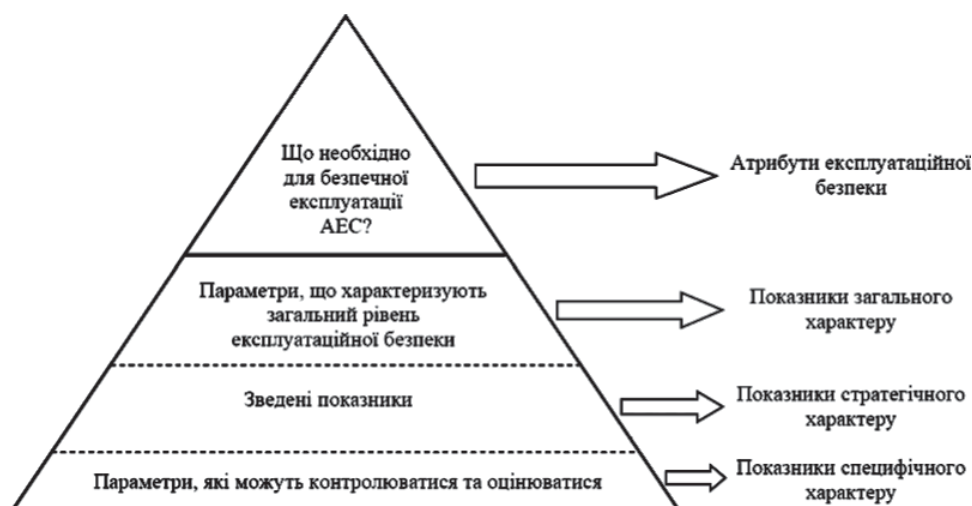 Що необхідно
для безпечної
експлуатації
АЕС?
Атрибути експлуатаційної
безпеки
Параметри, що характеризують
загальний рівень
експлуатаційної безпеки
Показники загального
характеру
Зведені показники
Показники стратегічного
характеру
Параметри, які можуть контролюватися та оцінюватися
Показники специфічного
характеру